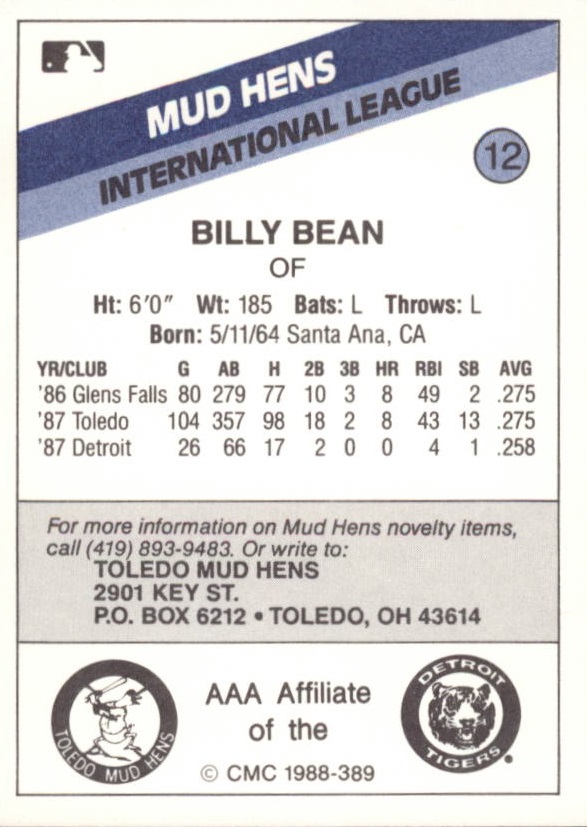 MUD HENS
INTERNATIONAL LEAGUE
12
BILLY BEAN
OF
Ht: 6'0" Wt: 185 Bats: L Throws: L
Born: 5/11/64 Santa Ana, CA
YR/CLUB G AB H 2B 3B HR RBI SB AVG
'86 Glens Falls 80 279 77 10 3 8 49 2 .275
'87 Toledo 104 357 98 18 2 8 43 13 .275
'87 Detroit 26 66 17 2 0 0 4 1 .258
For more information on Mud Hens novelty items,
call (419) 893-9483. Or write to:
TOLEDO MUD HENS
2901 KEY ST.
P.O. BOX 6212 • TOLEDO, OH 43614
TOLEDO MUD HENS
AAA Affiliate
of the
DETROIT
TIGERS
© CMC 1988-389